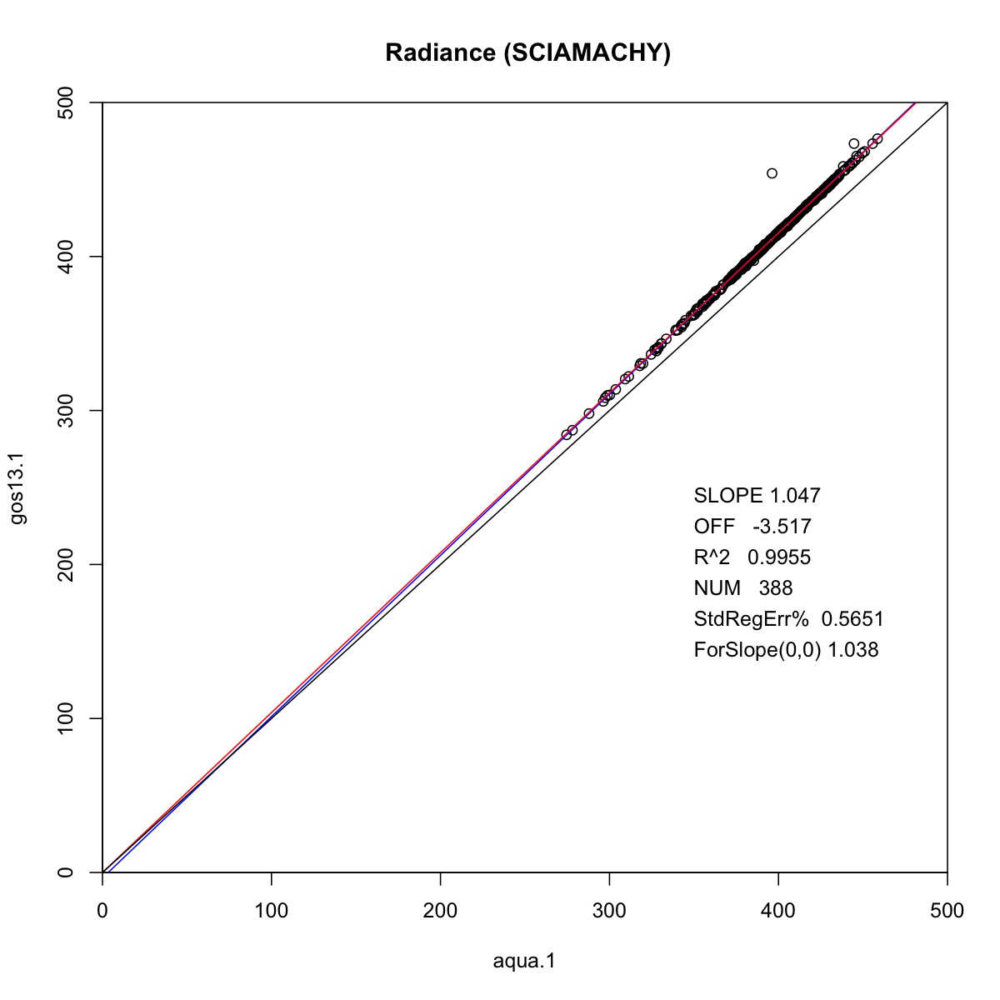 Radiance (SCIAMACHY)
500
400
300
200
100
0
gos13.1
SLOPE 1.047
OFF -3.517
R^2 0.9955
NUM 388
StdRegErr% 0.5651
ForSlope(0,0) 1.038
0 100 200 300 400 500
aqua.1